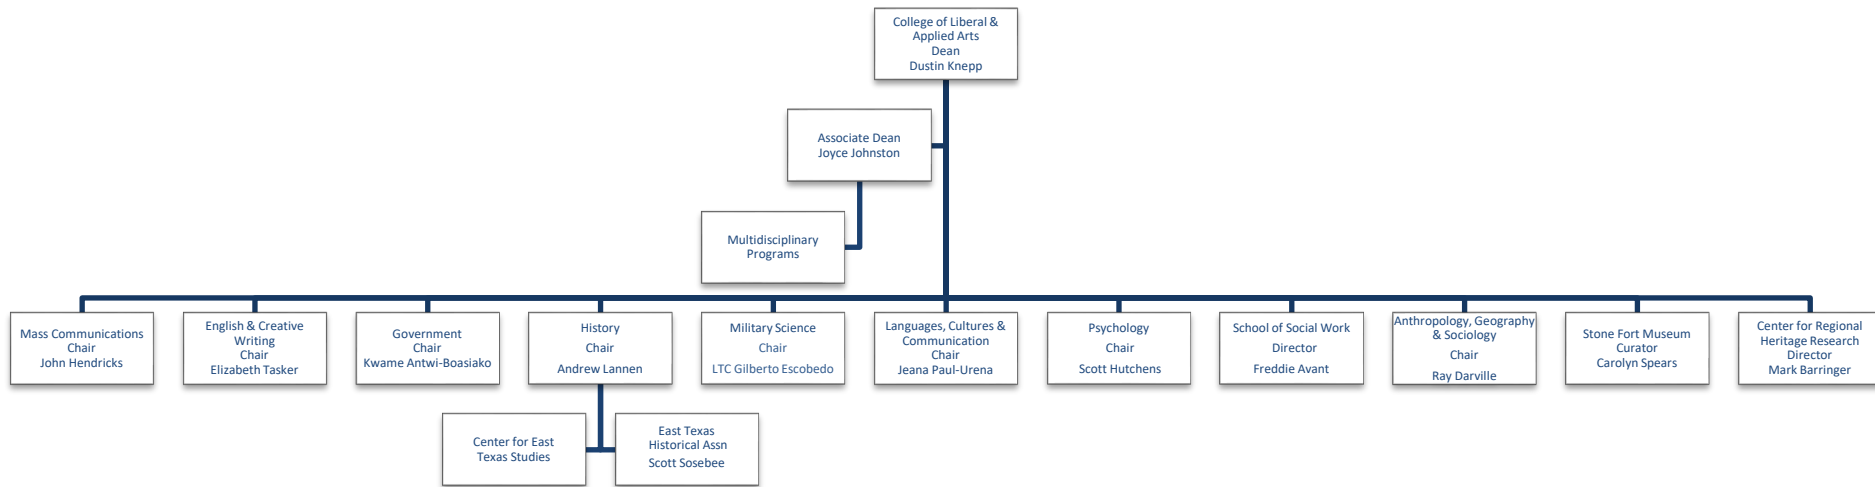 College of Liberal &
Applied Arts
Dean
Dustin Knepp
Associate Dean
Joyce Johnston
Multidisciplinary
Programs
Mass Communications
Chair
John Hendricks
English & Creative
Writing
Chair
Elizabeth Tasker
Government
Chair
Kwame Antwi-Boasiako
History
Chair
Andrew Lannen
Military Science
Chair
LTC Gilberto Escobedo
Languages, Cultures &
Communication
Chair
Jeana Paul-Urena
Psychology
Chair
Scott Hutchens
School of Social Work
Director
Freddie Avant
Anthropology, Geography
& Sociology
Chair
Ray Darville
Stone Fort Museum
Curator
Carolyn Spears
Center for Regional
Heritage Research
Director
Mark Barringer
Center for East
Texas Studies
East Texas
Historical Assn
Scott Sosebee